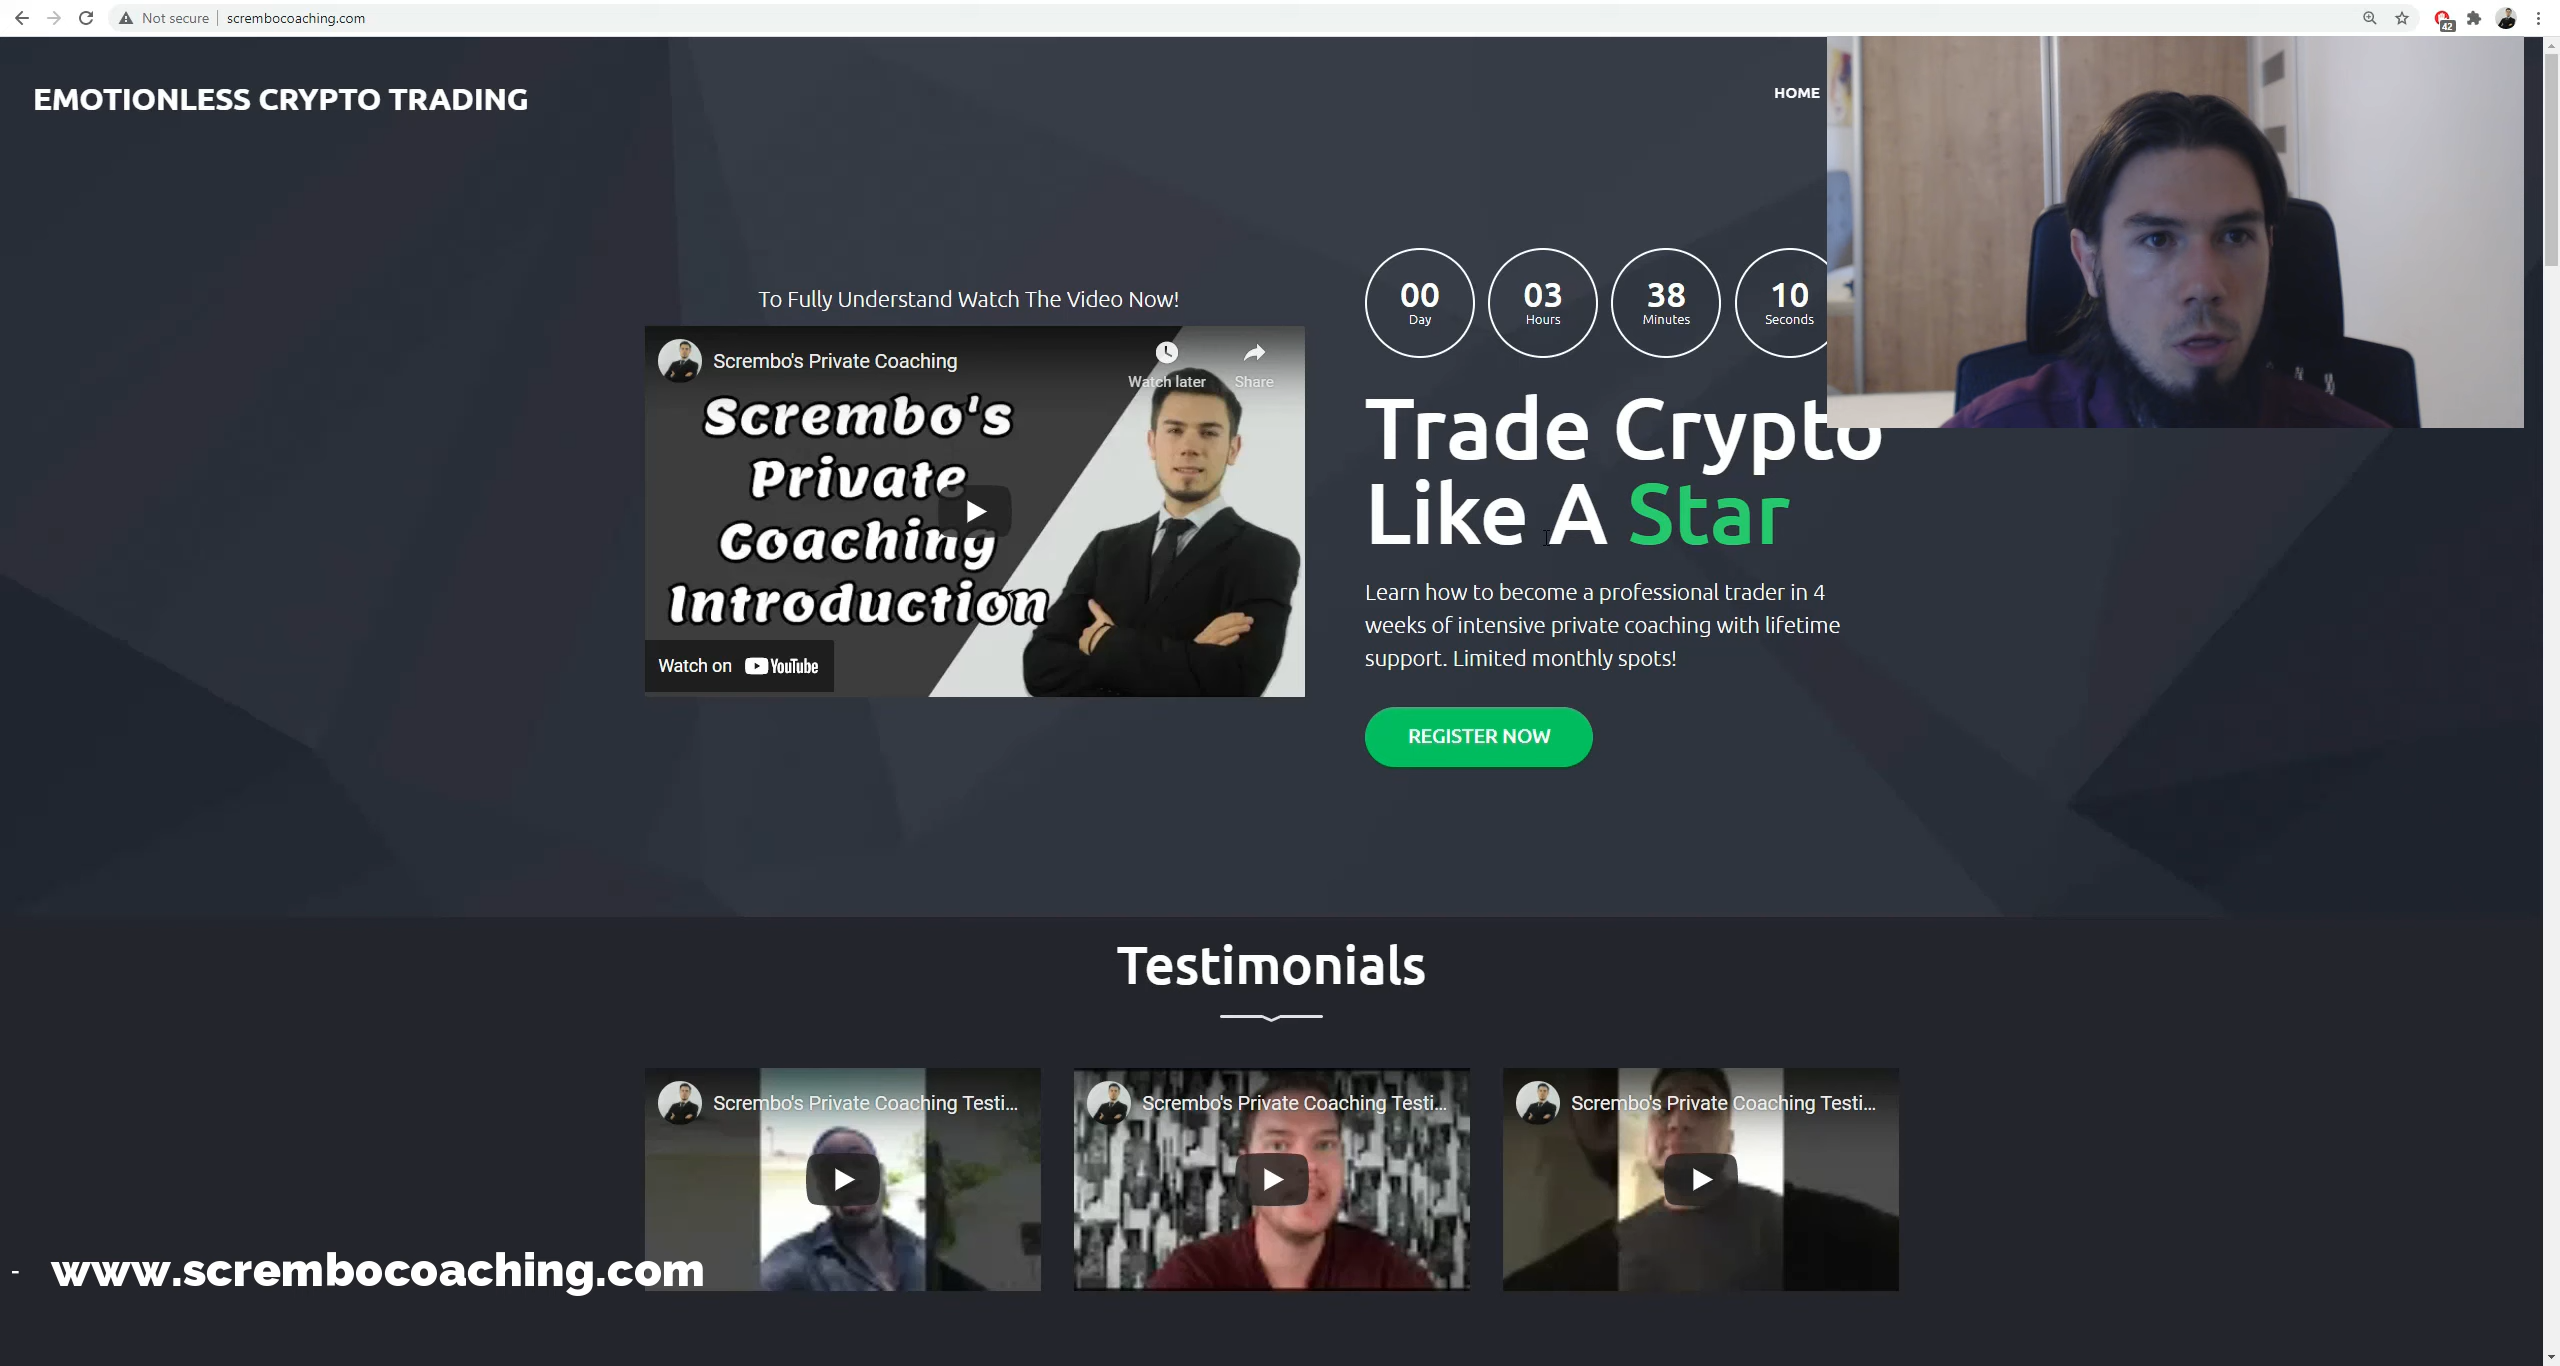 Not secure
scrembocoaching.com
42
EMOTIONLESS CRYPTO TRADING
HOME
To Fully Understand Watch The Video Now!
Scrembo's Private Coaching
Watch later
Share
Scrembo's
Private
Coaching
Introduction
Watch on YouTube
00
Day
03
Hours
38
Minutes
10
Seconds
Trade Crypto
Like A Star
Learn how to become a professional trader in 4
weeks of intensive private coaching with lifetime
support. Limited monthly spots!
REGISTER NOW
Testimonials
Scrembo's Private Coaching Testi...
Scrembo's Private Coaching Testi...
Scrembo's Private Coaching Testi...
- www.scrembocoaching.com